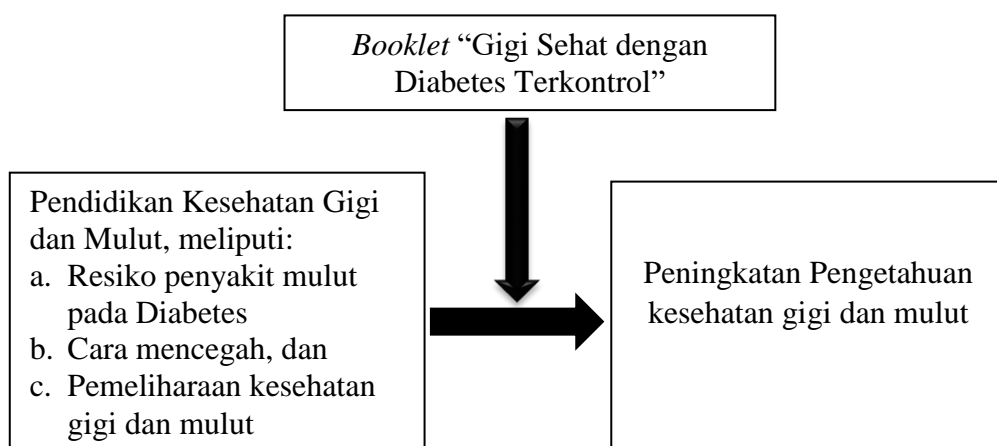 Booklet “Gigi Sehat dengan
Diabetes Terkontrol”
Pendidikan Kesehatan Gigi
dan Mulut, meliputi:
a. Resiko penyakit mulut
pada Diabetes
b. Cara mencegah, dan
c. Pemeliharaan kesehatan
gigi dan mulut
Peningkatan Pengetahuan
kesehatan gigi dan mulut